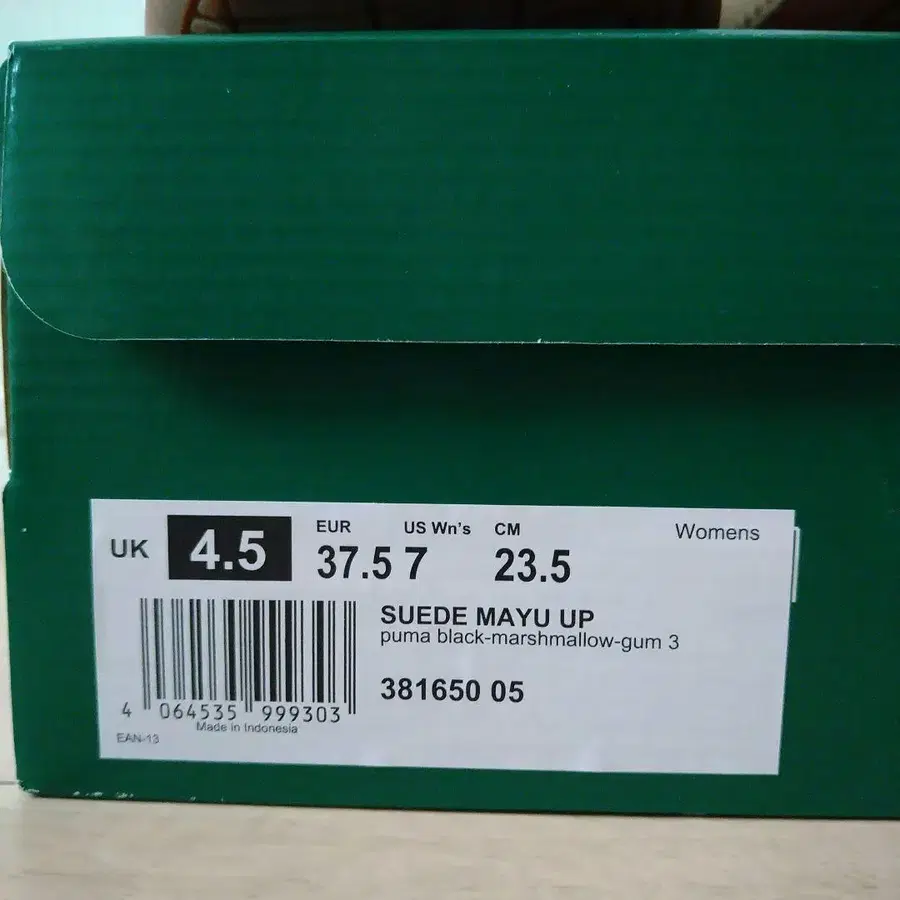 UK 4.5
EUR US Wn's CM Womens
37.5 7 23.5
SUEDE MAYU UP
puma black-marshmallow-gum 3
381650 05
4 064535 999303
Made in Indonesia
EAN-13